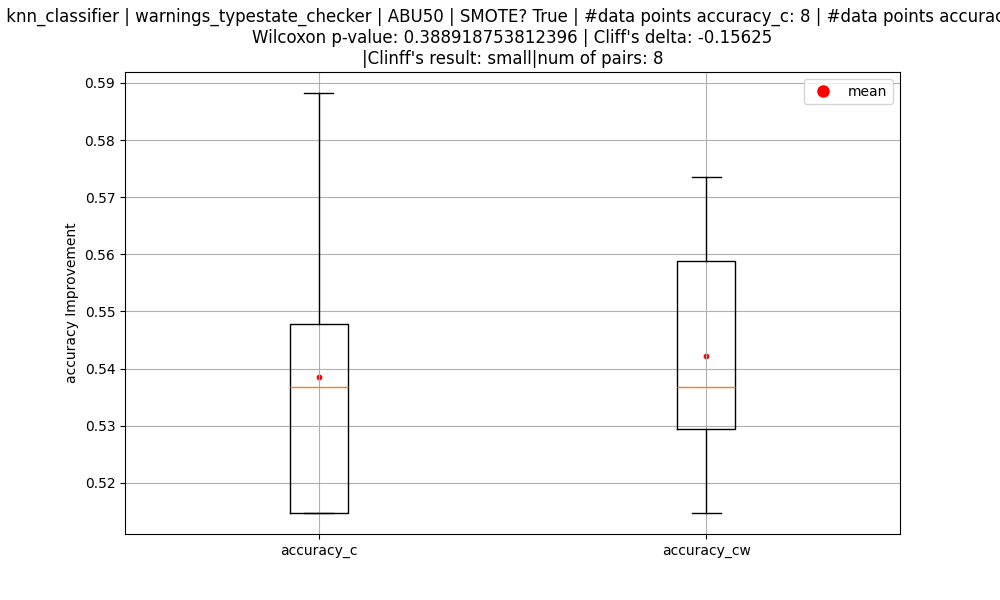 knn_classifier | warnings_typestate_checker | ABU50 | SMOTE? True | #data points accuracy_c: 8 | #data points
Wilcoxon p-value: 0.388918753812396 | Cliff's delta: -0.15625
|Clinff's result: small|num of pairs: 8
mean
0.59
0.58
0.57
0.56
0.55
0.54
0.53
0.52
accuracy Improvement
accuracy_c
accuracy_cw